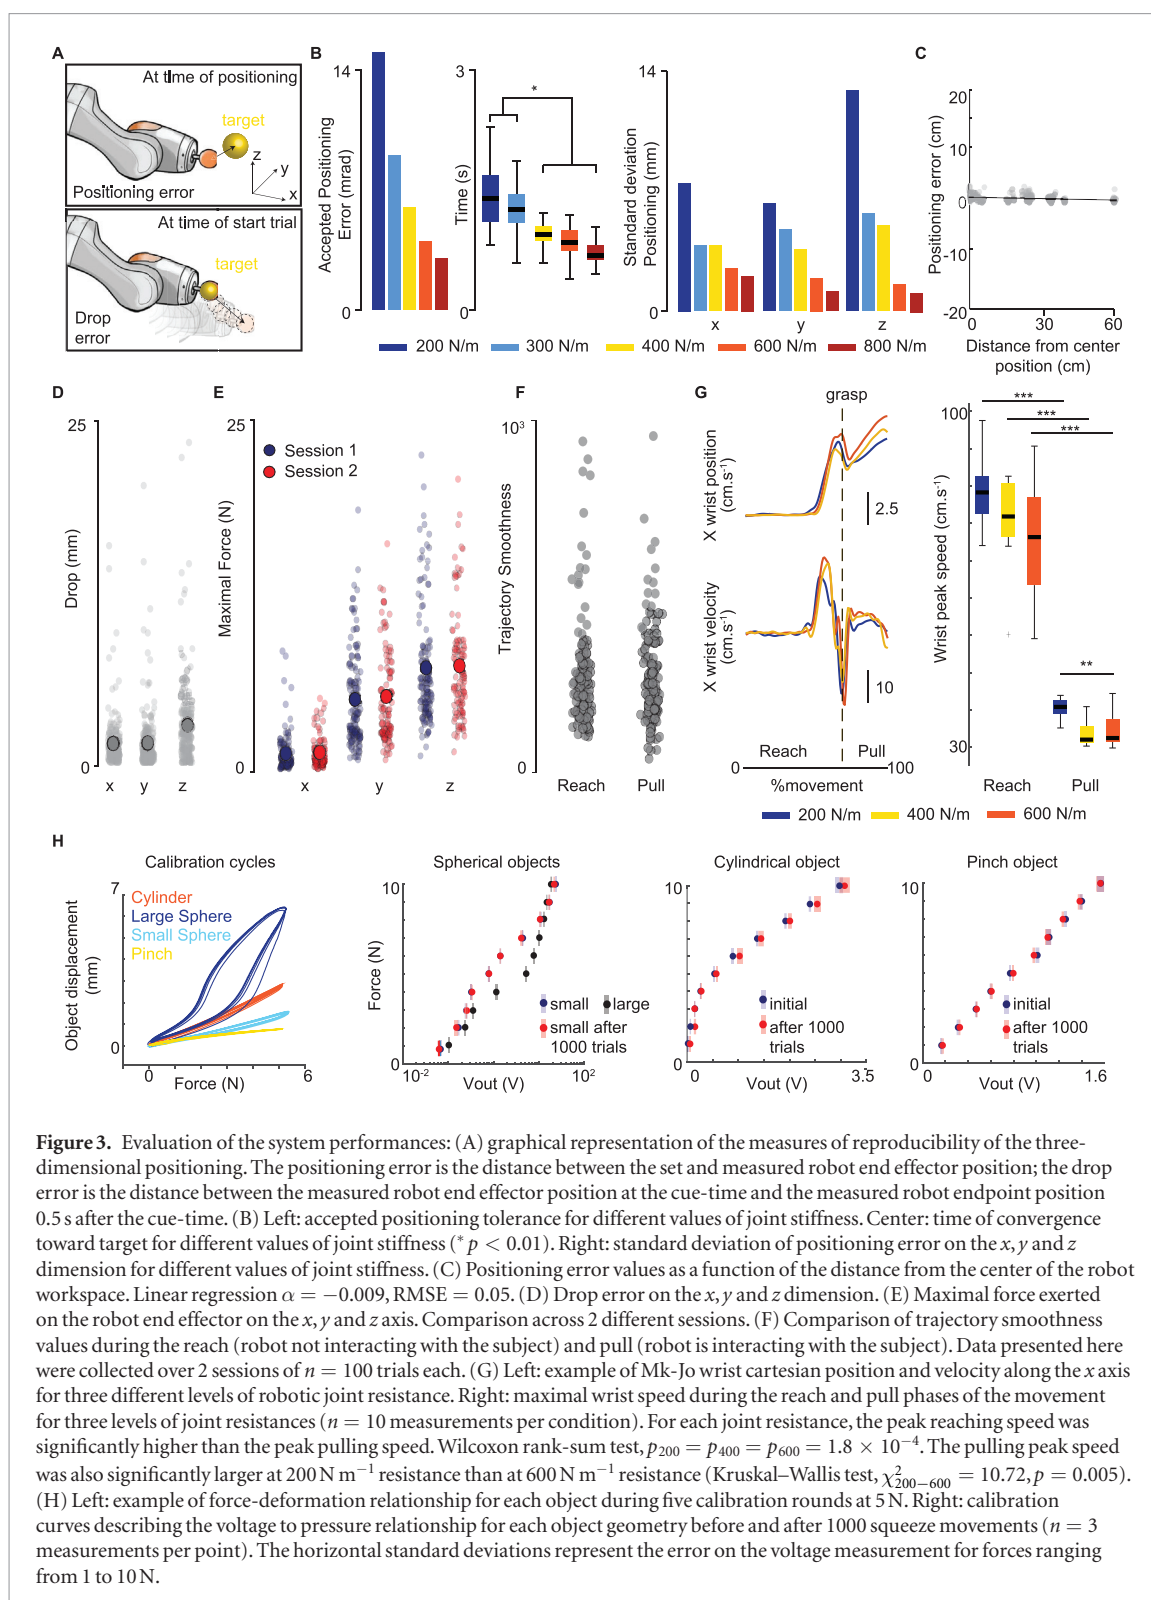 A
At time of positioning
target
z
y
x
Positioning error
At time of start trial
target
Drop
error
B
14
Accepted Positioning
Error (mrad)
0
3
*
Time (s)
0
14
Standard deviation
Positioning (mm)
0
x
y
z
200 N/m
300 N/m
400 N/m
600 N/m
800 N/m
C
20
10
0
-10
-20
Positioning error (cm)
0
30
60
Distance from center
position (cm)
D
25
Drop (mm)
0
x
y
z
E
25
Session 1
Session 2
Maximal Force (N)
0
x
y
z
F
10³
Trajectory Smoothness
0
Reach
Pull
G
grasp
X wrist position
(cm.s⁻¹)
2.5
X wrist velocity
(cm.s⁻¹)
10
Reach
Pull
0
100
%movement
100
***
***
***
Wrist peak speed (cm.s⁻¹)
**
30
Reach
Pull
200 N/m
400 N/m
600 N/m
H
Calibration cycles
7
Cylinder
Large Sphere
Small Sphere
Pinch
Object displacement
(mm)
0
0
6
Force (N)
Spherical objects
10
Force (N)
small
large
small after
1000 trials
0
10⁻²
10²
Vout (V)
Cylindrical object
10
initial
after 1000
trials
0
0
3.5
Vout (V)
Pinch object
10
initial
after 1000
trials
0
0
1.6
Vout (V)
Figure 3. Evaluation of the system performances: (A) graphical representation of the measures of reproducibility of the three-
dimensional positioning. The positioning error is the distance between the set and measured robot end effector position; the drop
error is the distance between the measured robot end effector position at the cue-time and the measured robot endpoint position
0.5 s after the cue-time. (B) Left: accepted positioning tolerance for different values of joint stiffness. Center: time of convergence
toward target for different values of joint stiffness (*p < 0.01). Right: standard deviation of positioning error on the x, y and z
dimension for different values of joint stiffness. (C) Positioning error values as a function of the distance from the center of the robot
workspace. Linear regression α = −0.009, RMSE = 0.05. (D) Drop error on the x, y and z dimension. (E) Maximal force exerted
on the robot end effector on the x, y and z axis. Comparison across 2 different sessions. (F) Comparison of trajectory smoothness
values during the reach (robot not interacting with the subject) and pull (robot is interacting with the subject). Data presented here
were collected over 2 sessions of n = 100 trials each. (G) Left: example of Mk-Jo wrist cartesian position and velocity along the x axis
for three different levels of robotic joint resistance. Right: maximal wrist speed during the reach and pull phases of the movement
for three levels of joint resistances (n = 10 measurements per condition). For each joint resistance, the peak reaching speed was
significantly higher than the peak pulling speed. Wilcoxon rank-sum test, p₂₀₀ = p₄₀₀ = p₆₀₀ = 1.8 × 10⁻⁴. The pulling peak speed
was also significantly larger at 200 N m⁻¹ resistance than at 600 N m⁻¹ resistance (Kruskal–Wallis test, χ²₂₀₀₋₆₀₀ = 10.72, p = 0.005).
(H) Left: example of force-deformation relationship for each object during five calibration rounds at 5 N. Right: calibration
curves describing the voltage to pressure relationship for each object geometry before and after 1000 squeeze movements (n = 3
measurements per point). The horizontal standard deviations represent the error on the voltage measurement for forces ranging
from 1 to 10 N.